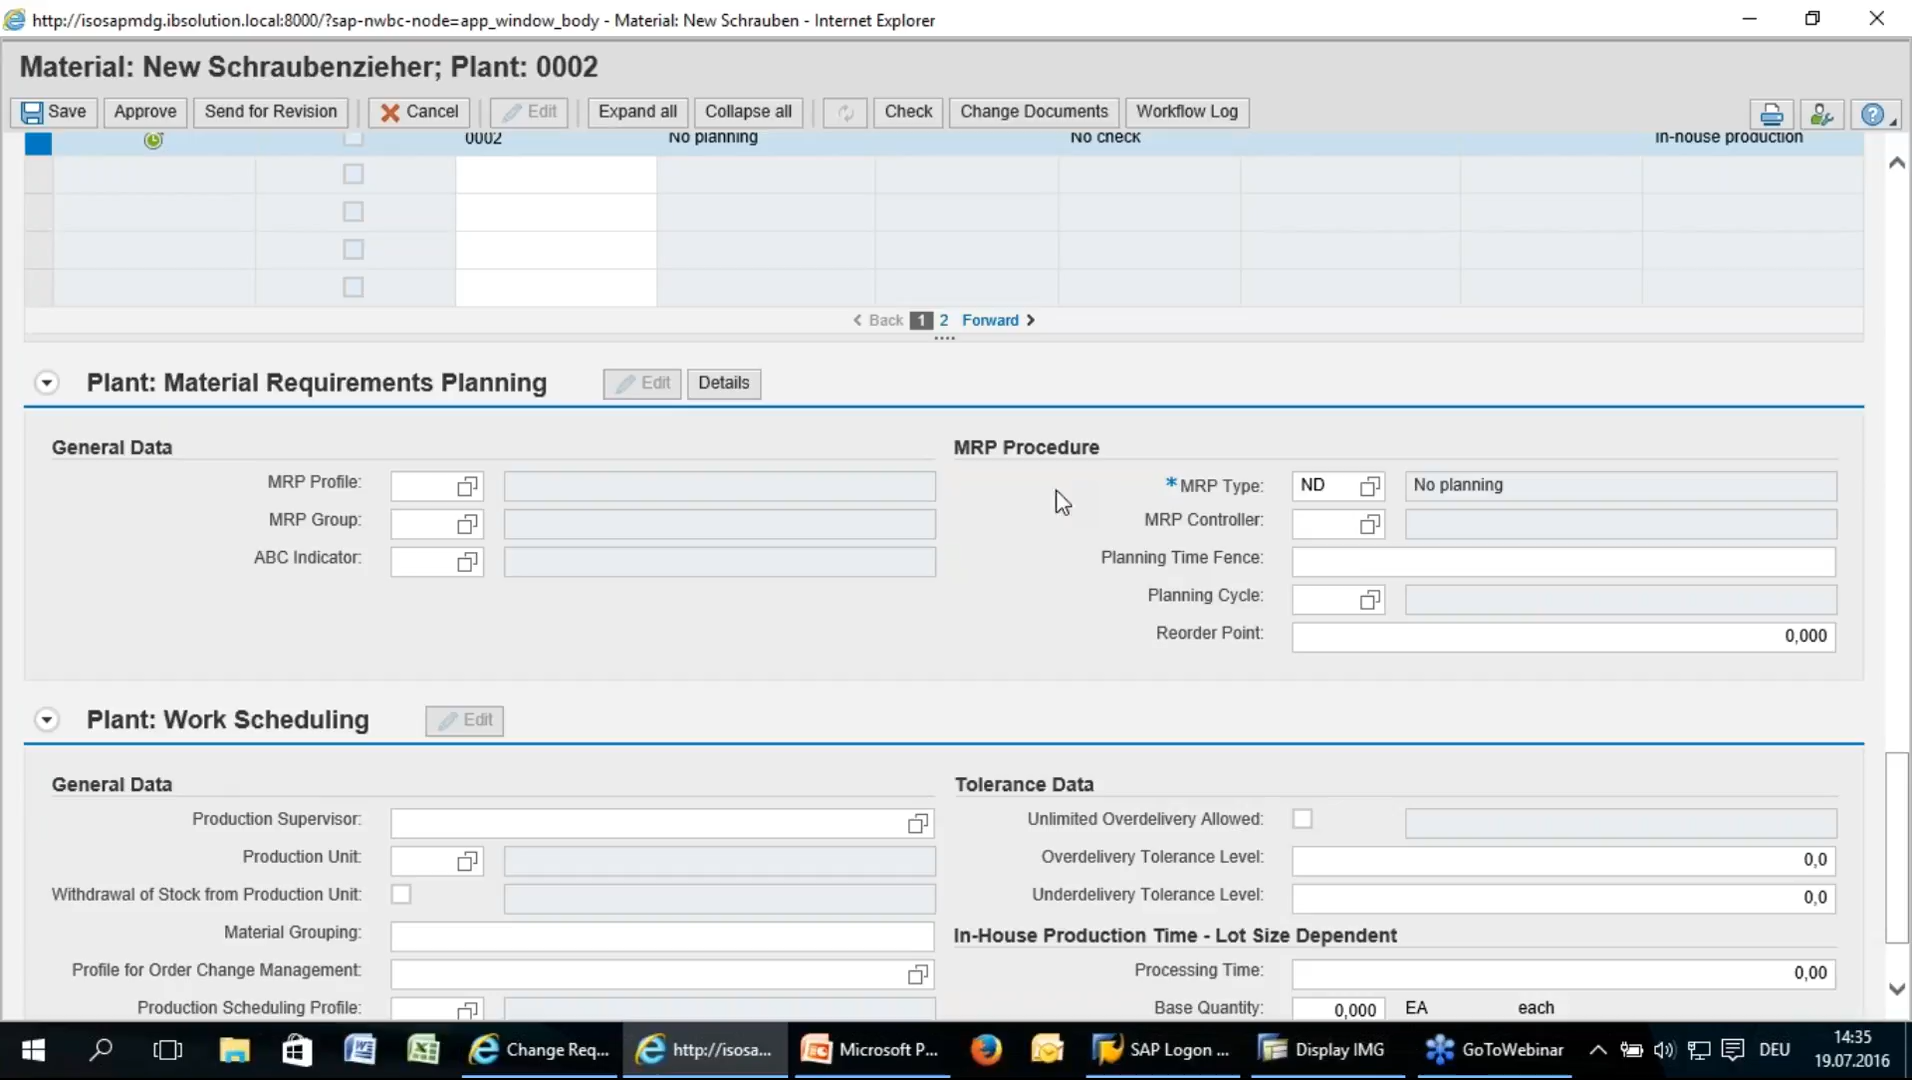 http://isosapmdg.ibsolution.local:8000/?sap-nwbc-node=app_window_body - Material: New Schrauben - Internet Explorer
Material: New Schraubenzieher; Plant: 0002
Save Approve Send for Revision Cancel Edit Expand all Collapse all Check Change Documents Workflow Log
0002 No planning No check In-house production
Back 1 2 Forward
Plant: Material Requirements Planning Edit Details
General Data MRP Procedure
MRP Profile: *MRP Type: ND No planning
MRP Group: MRP Controller:
ABC Indicator: Planning Time Fence:
Planning Cycle:
Reorder Point: 0,000
Plant: Work Scheduling Edit
General Data Tolerance Data
Production Supervisor: Unlimited Overdelivery Allowed:
Production Unit: Overdelivery Tolerance Level: 0,0
Withdrawal of Stock from Production Unit: Underdelivery Tolerance Level: 0,0
Material Grouping: In-House Production Time - Lot Size Dependent
Profile for Order Change Management: Processing Time: 0,00
Production Scheduling Profile: Base Quantity: 0,000 EA each
Change Req... http://isosa... Microsoft P... SAP Logon ... Display IMG GoToWebinar DEU 14:35
19.07.2016